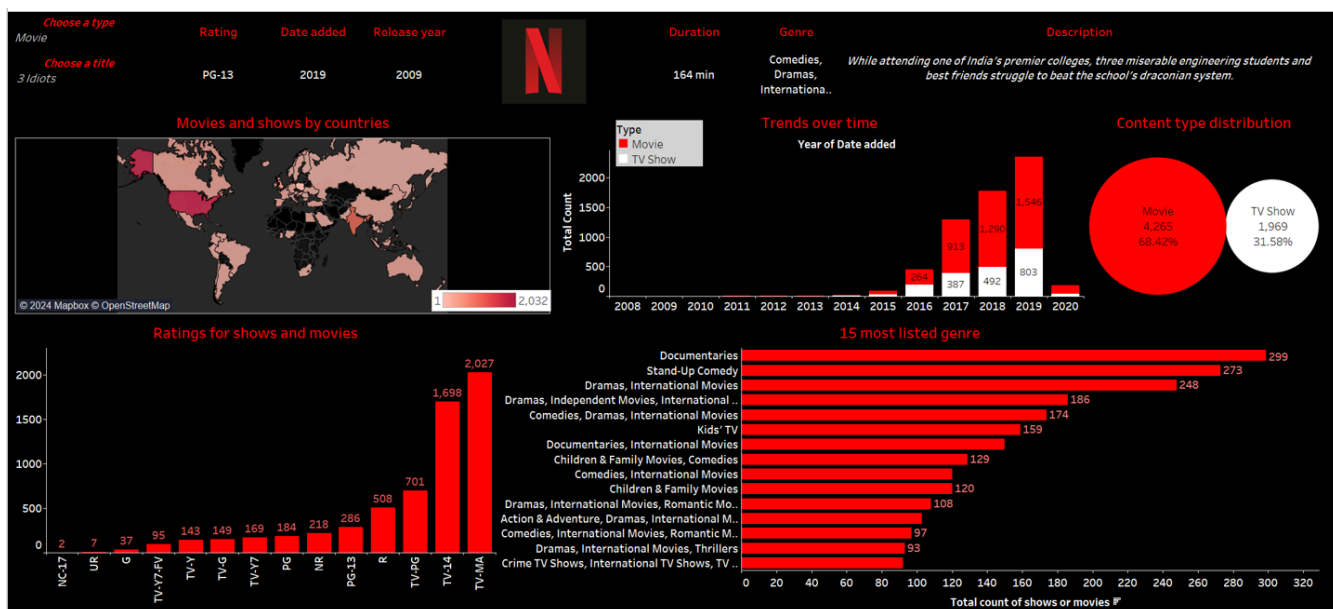 Choose a type
Movie
Choose a title
3 Idiots
Rating
PG-13
Date added
2019
Release year
2009
N
Duration
164 min
Genre
Comedies,
Dramas,
Internationa..
Description
While attending one of India's premier colleges, three miserable engineering students and
best friends struggle to beat the school's draconian system.
Movies and shows by countries
© 2024 Mapbox © OpenStreetMap
1 2,032
Trends over time
Type
Movie
TV Show
Year of Date added
Total Count
2000
1500
1000
500
0
264
913
387
1,290
492
1,546
803
2008 2009 2010 2011 2012 2013 2014 2015 2016 2017 2018 2019 2020
Content type distribution
Movie
4,265
68.42%
TV Show
1,969
31.58%
Ratings for shows and movies
2000
1500
1000
500
0
2 7 37 95 143 149 169 184 218 286 508 701 1,698 2,027
NC-17 UR G TV-Y7-FV TV-Y TV-G TV-Y7 PG NR PG-13 R TV-PG TV-14 TV-MA
15 most listed genre
Documentaries 299
Stand-Up Comedy 273
Dramas, International Movies 248
Dramas, Independent Movies, International .. 186
Comedies, Dramas, International Movies 174
Kids' TV 159
Documentaries, International Movies
Children & Family Movies, Comedies 129
Comedies, International Movies
Children & Family Movies 120
Dramas, International Movies, Romantic Mo.. 108
Action & Adventure, Dramas, International M..
Comedies, International Movies, Romantic M.. 97
Dramas, International Movies, Thrillers 93
Crime TV Shows, International TV Shows, TV ..
0 20 40 60 80 100 120 140 160 180 200 220 240 260 280 300 320
Total count of shows or movies